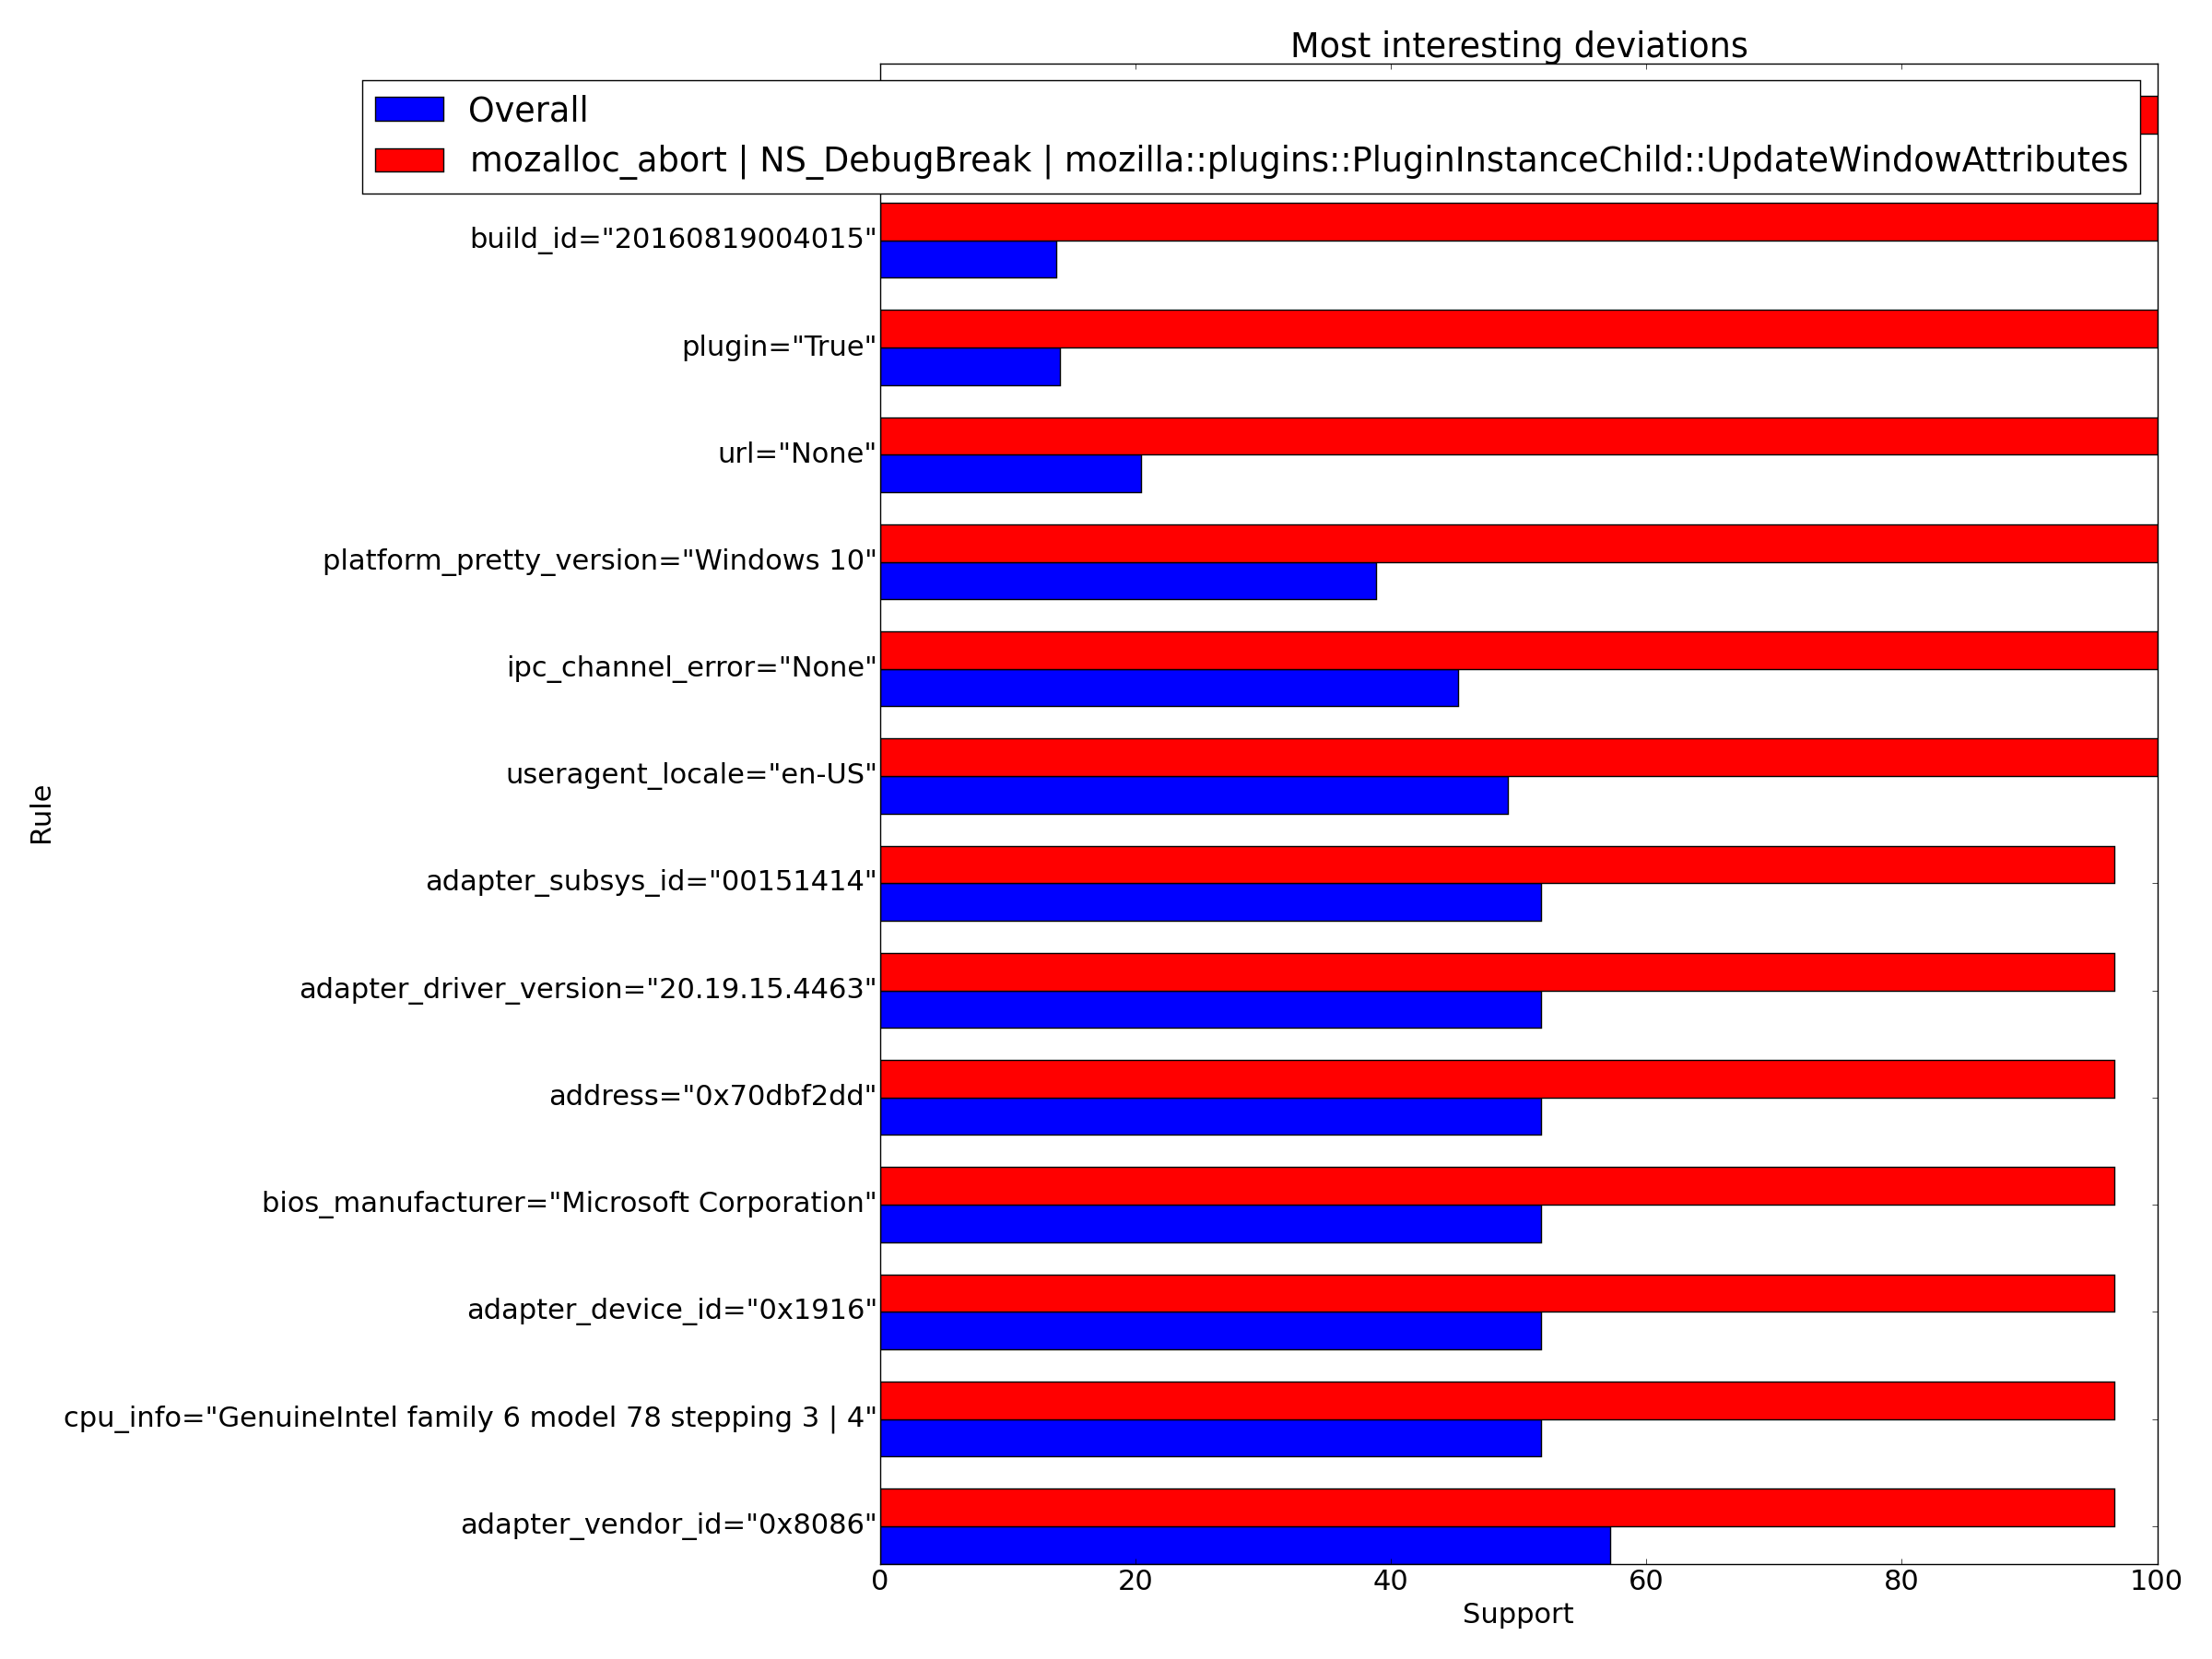 Most interesting deviations
Overall
mozalloc_abort | NS_DebugBreak | mozilla::plugins::PluginInstanceChild::UpdateWindowAttributes
build_id="20160819004015"
plugin="True"
url="None"
platform_pretty_version="Windows 10"
ipc_channel_error="None"
useragent_locale="en-US"
Rule
adapter_subsys_id="00151414"
adapter_driver_version="20.19.15.4463"
address="0x70dbf2dd"
bios_manufacturer="Microsoft Corporation"
adapter_device_id="0x1916"
cpu_info="GenuineIntel family 6 model 78 stepping 3 | 4"
adapter_vendor_id="0x8086"
0 20 40 60 80 100
Support